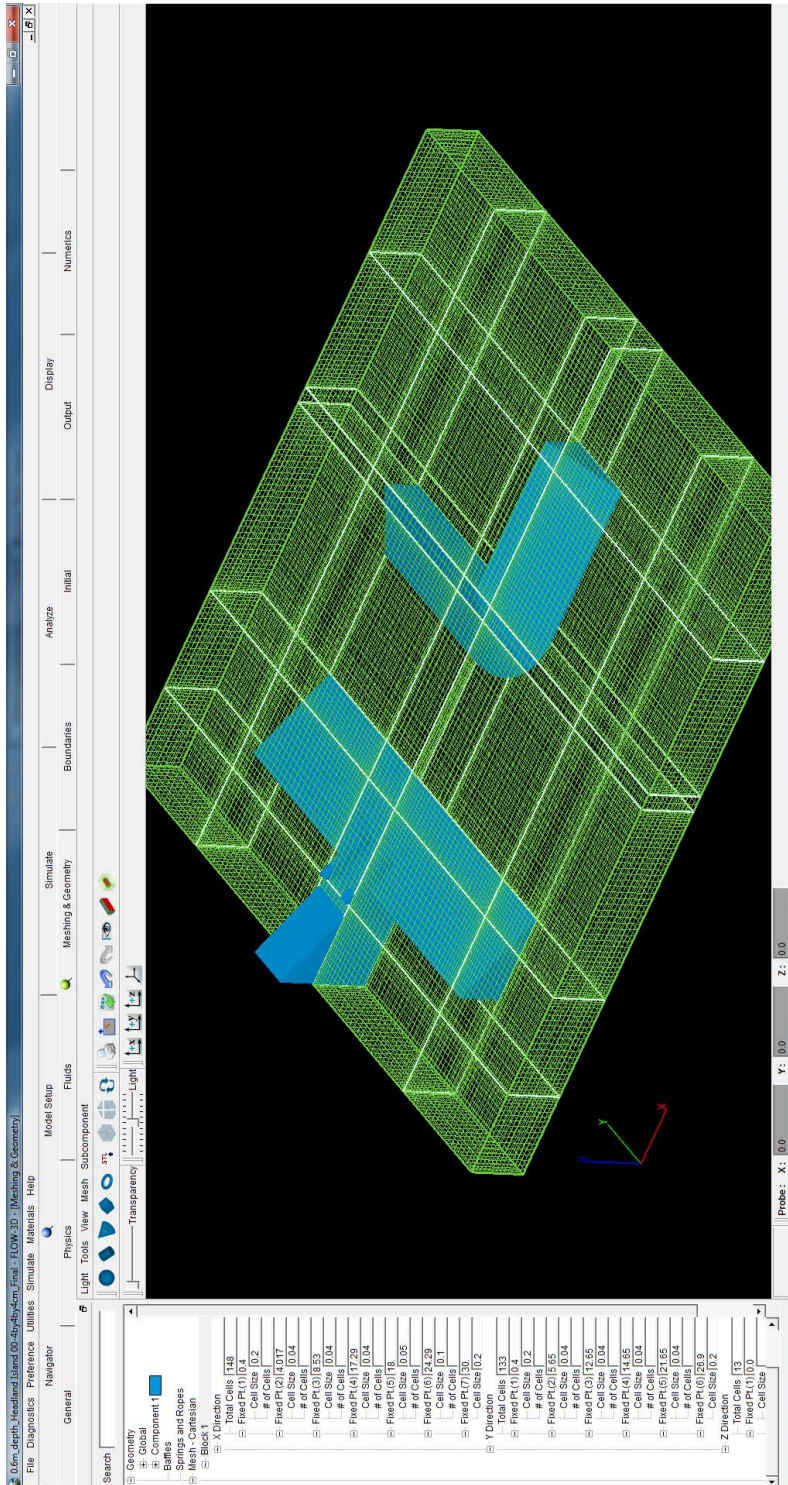 0.6m_depth_Headland Island 00-4by4by4cm_Final - FLOW-3D - [Meshing & Geometry]
File Diagnostics Preference Utilities Simulate Materials Help
Navigator Model Setup Simulate Analyze Display
General Physics Fluids Meshing & Geometry Boundaries Initial Output Numerics
Light Tools View Mesh Subcomponent
STL
Transparency Light
+x +y +z
Search
Geometry
Global
Component 1
Baffles
Springs and Ropes
Mesh - Cartesian
Block 1
X Direction
Total Cells 148
Fixed Pt.(1) 0.4
Cell Size 0.2
# of Cells
Fixed Pt.(2) 4.017
Cell Size 0.04
# of Cells
Fixed Pt.(3) 8.53
Cell Size 0.04
# of Cells
Fixed Pt.(4) 17.29
Cell Size 0.04
# of Cells
Fixed Pt.(5) 18.
Cell Size 0.05
# of Cells
Fixed Pt.(6) 24.29
Cell Size 0.1
# of Cells
Fixed Pt.(7) 30.
Cell Size 0.2
Y Direction
Total Cells 133
Fixed Pt.(1) 0.4
Cell Size 0.2
# of Cells
Fixed Pt.(2) 5.65
Cell Size 0.04
# of Cells
Fixed Pt.(3) 12.65
Cell Size 0.04
# of Cells
Fixed Pt.(4) 14.65
Cell Size 0.04
# of Cells
Fixed Pt.(5) 21.65
Cell Size 0.04
# of Cells
Fixed Pt.(6) 26.9
Cell Size 0.2
Z Direction
Total Cells 13
Fixed Pt.(1) 0.0
Cell Size
Z
Y
X
Probe: X: 0.0 Y: 0.0 Z: 0.0